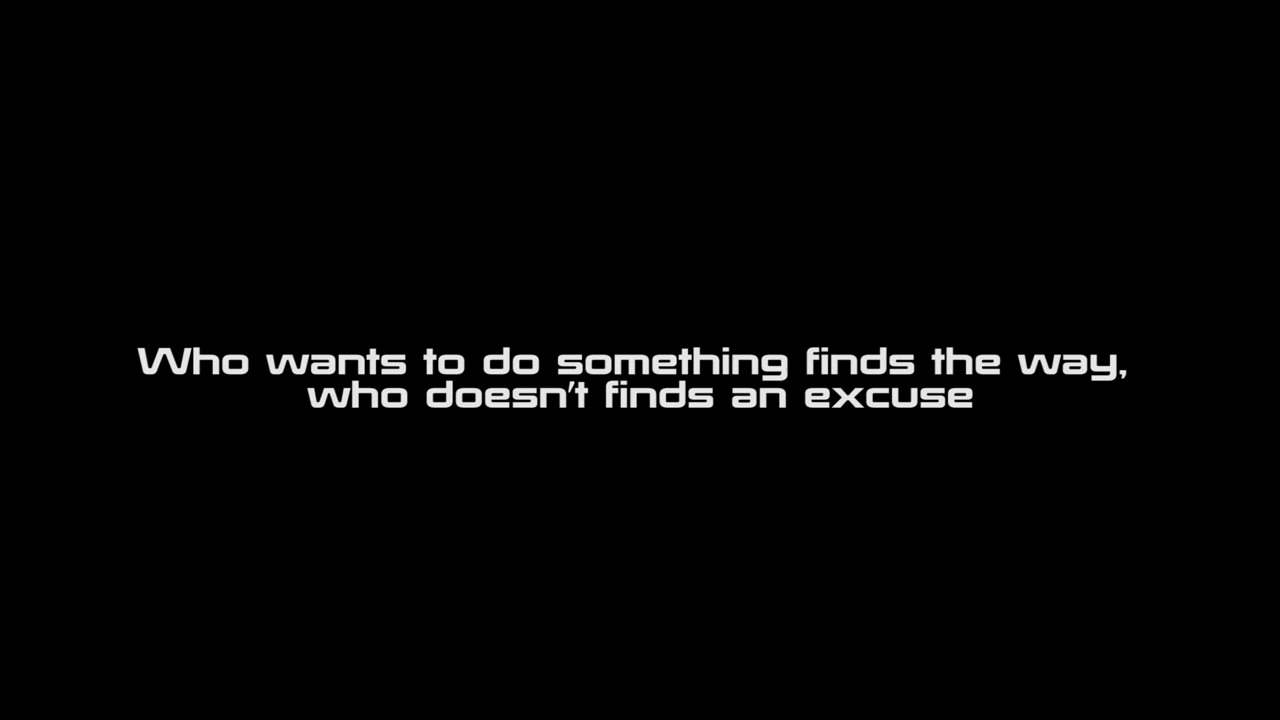 Who wants to do something finds the way,
who doesn't finds an excuse